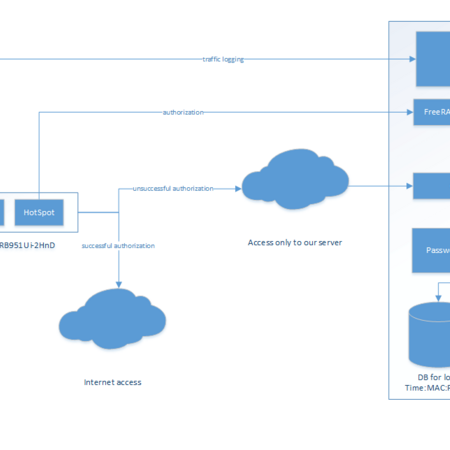 traffic logging
authorization
FreeRA
unsuccessful authorization
HotSpot
RB951Ui-2HnD
successful authorization
Access only to our server
Passw
Internet access
DB for lo
Time:MAC: